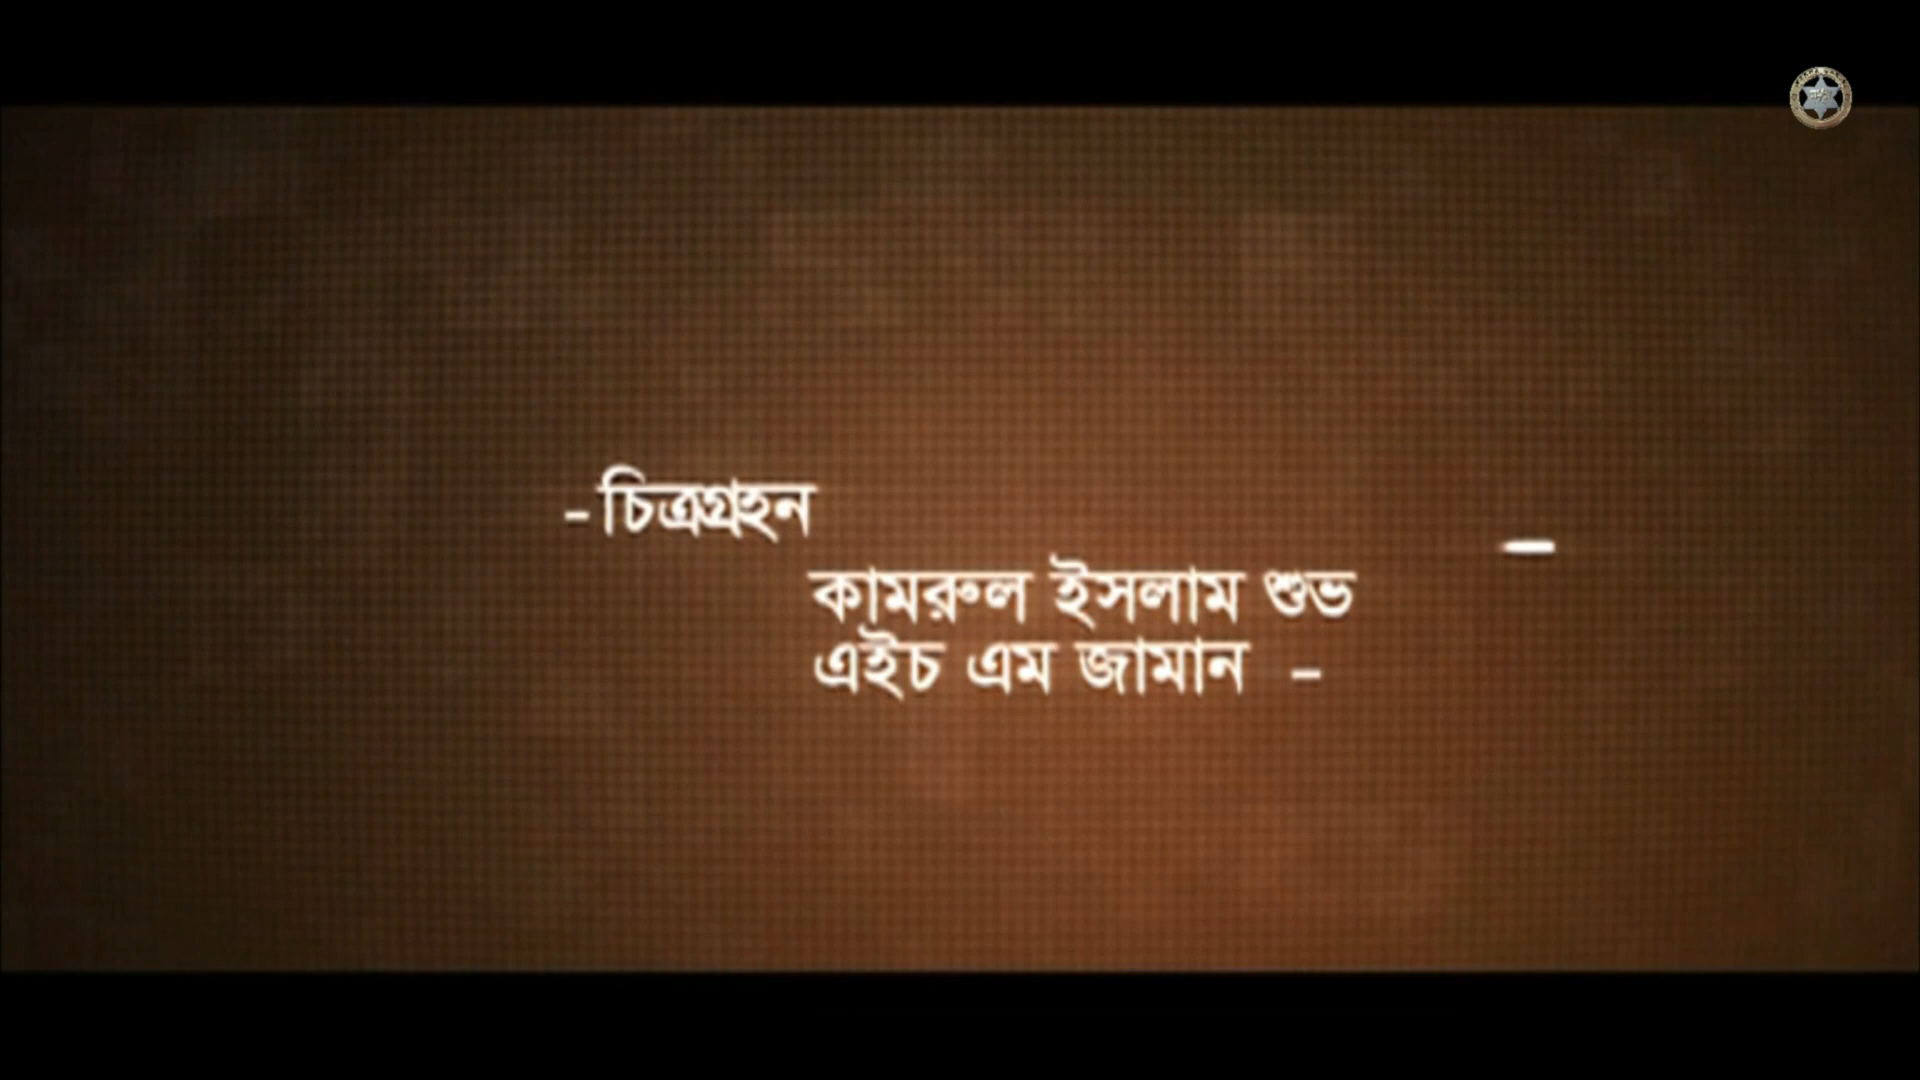 -চিত্রগ্রহন
কামরুল ইসলাম শুভ
এইচ এম জামান -